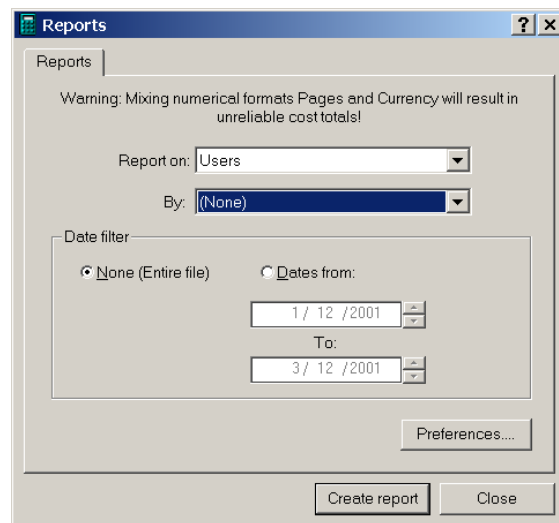 Reports
Reports
Warning: Mixing numerical formats Pages and Currency will result in
unreliable cost totals!
Report on: Users
By: (None)
Date filter
None (Entire file) Dates from:
1/ 12 /2001
To:
3/ 12 /2001
Preferences....
Create report Close